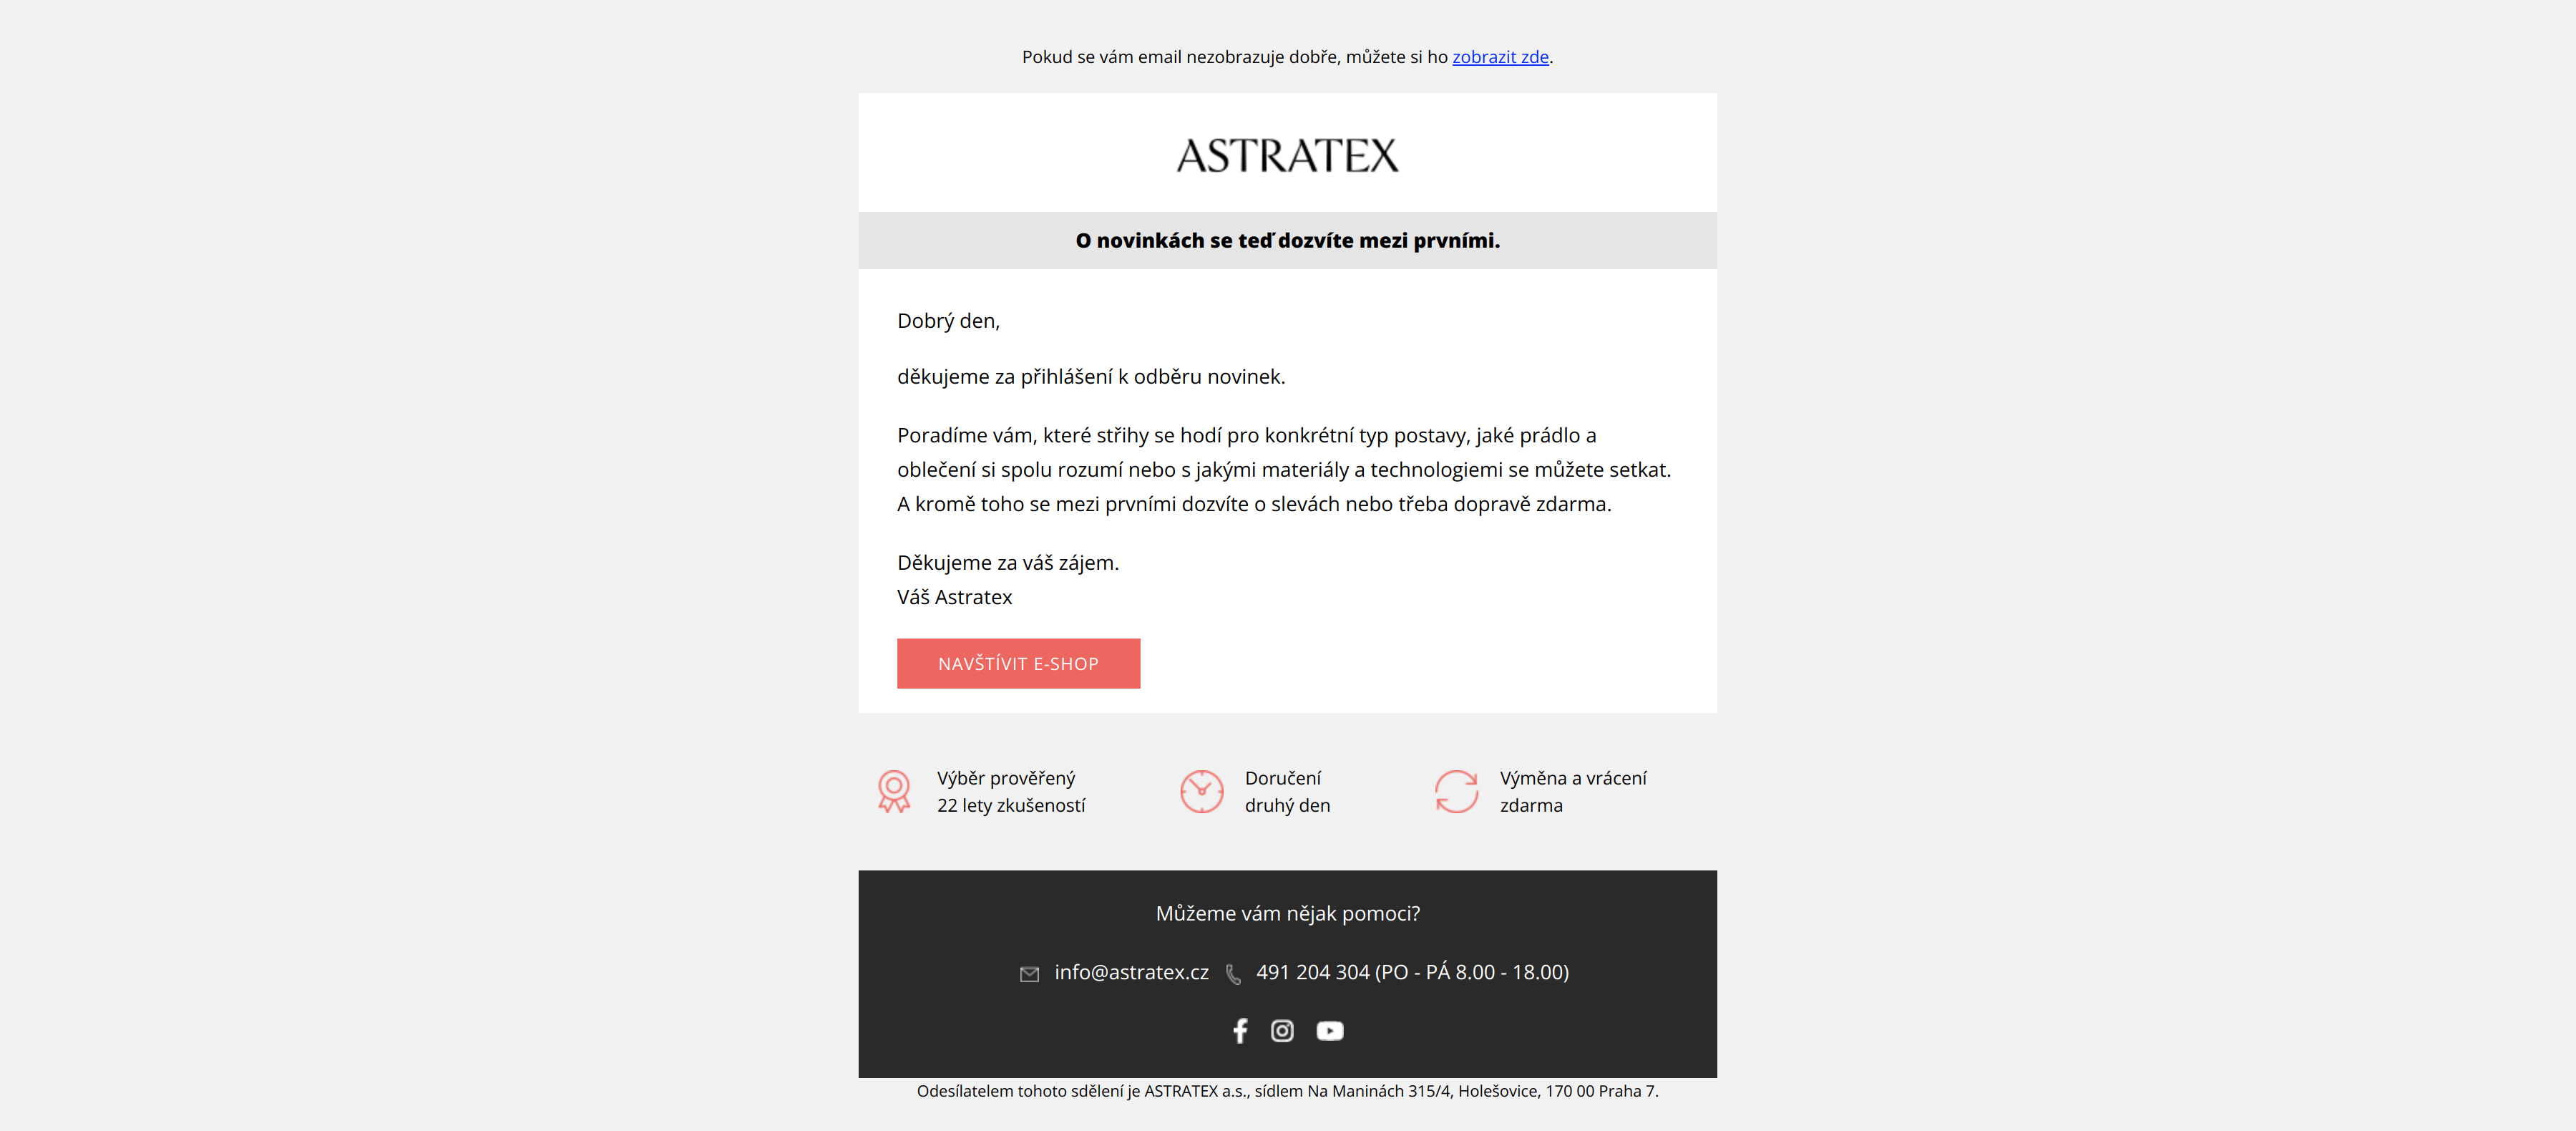 Pokud se vám email nezobrazuje dobře, můžete si ho zobrazit zde.
ASTRATEX
O novinkách se teď dozvíte mezi prvními.
Dobrý den,
děkujeme za přihlášení k odběru novinek.
Poradíme vám, které střihy se hodí pro konkrétní typ postavy, jaké prádlo a
oblečení si spolu rozumí nebo s jakými materiály a technologiemi se můžete setkat.
A kromě toho se mezi prvními dozvíte o slevách nebo třeba dopravě zdarma.
Děkujeme za váš zájem.
Váš Astratex
NAVŠTÍVIT E-SHOP
Výběr prověřený
22 lety zkušeností
Doručení
druhý den
Výměna a vrácení
zdarma
Můžeme vám nějak pomoci?
info@astratex.cz 491 204 304 (PO - PÁ 8.00 - 18.00)
Odesílatelem tohoto sdělení je ASTRATEX a.s., sídlem Na Maninách 315/4, Holešovice, 170 00 Praha 7.